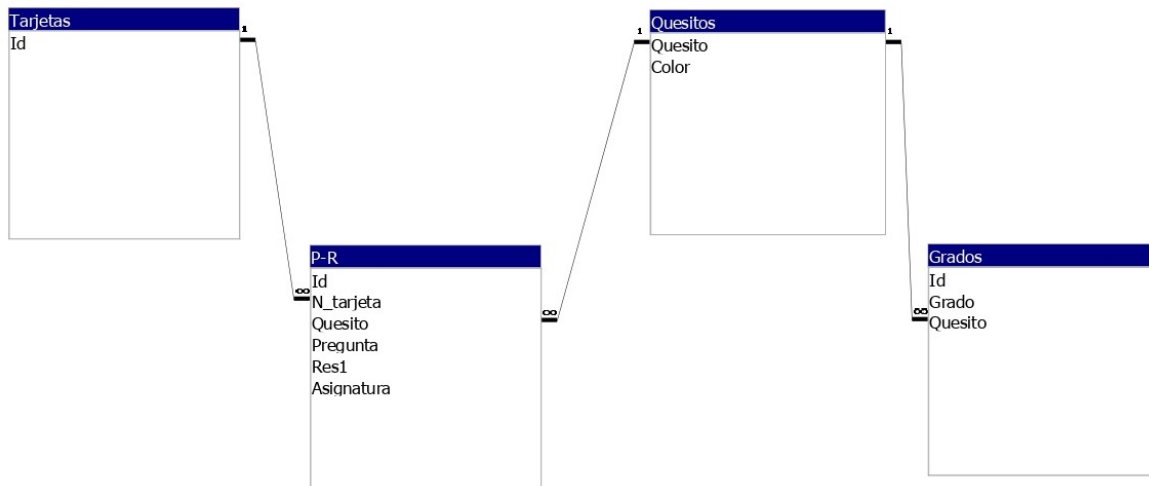 Tarjetas
Id
1
Quesitos
1
Quesito
Color
1
P-R
Id
∞
N_tarjeta
Quesito
∞
Pregunta
Res1
Asignatura
Grados
Id
Grado
∞
Quesito